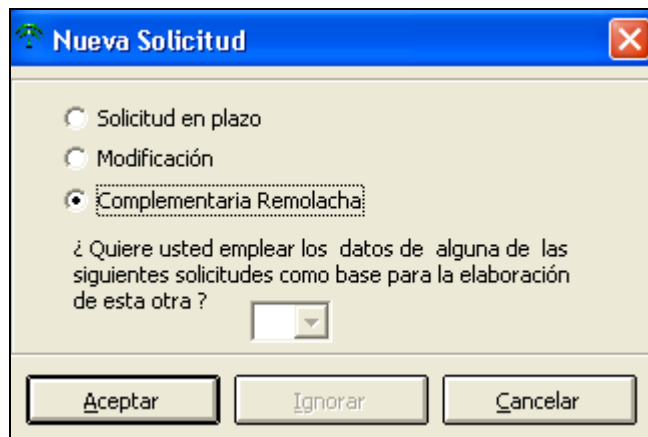 Nueva Solicitud
Solicitud en plazo
Modificación
Complementaria Remolacha
¿ Quiere usted emplear los datos de alguna de las
siguientes solicitudes como base para la elaboración
de esta otra ?
Aceptar
Ignorar
Cancelar